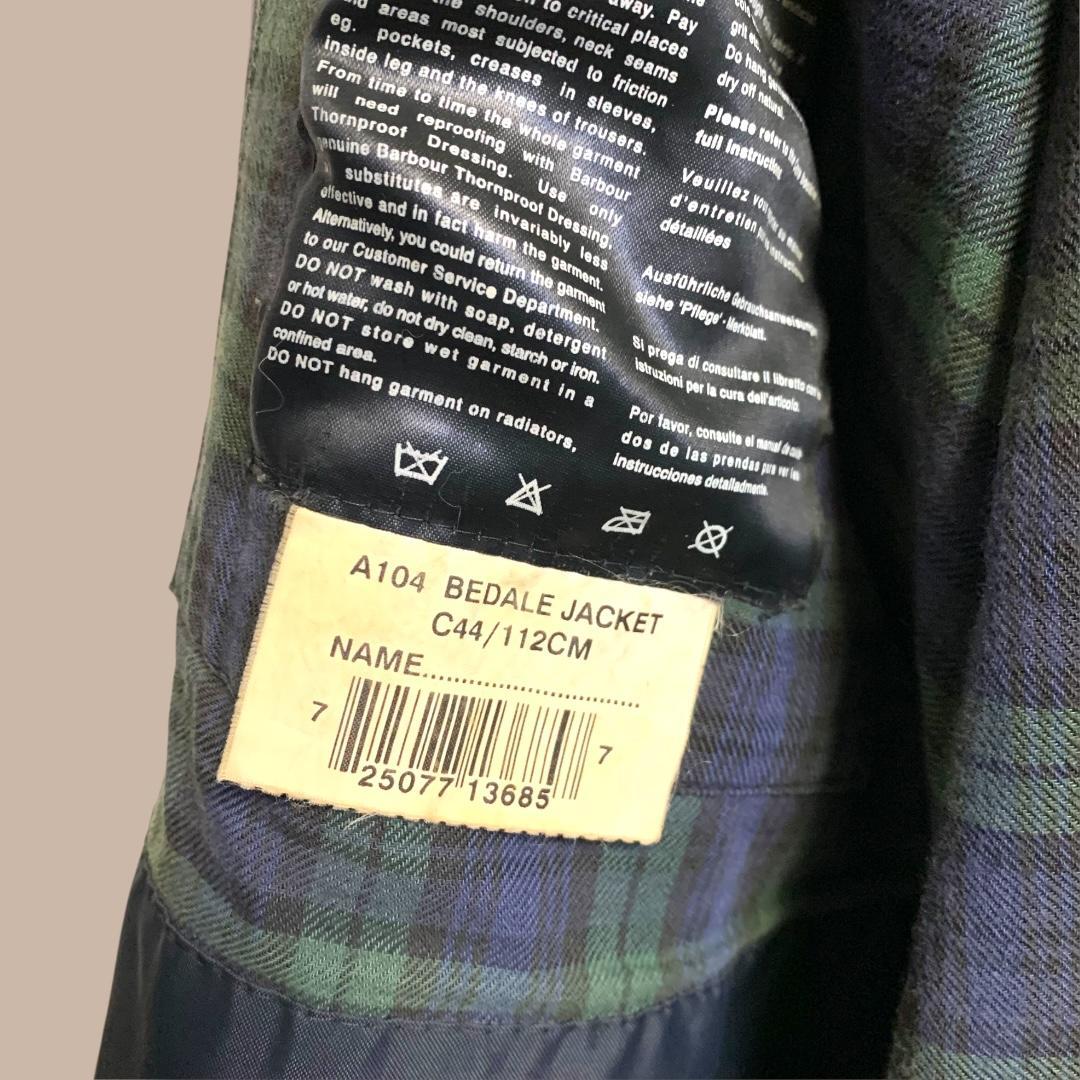 away. Pay
to critical places
the shoulders, neck seams
areas most subjected to friction
eg. pockets, creases in sleeves,
inside leg and the knees of trousers.
From time to time the whole garment
will need reproofing with Barbour
Thornproof Dressing. Use only
genuine Barbour Thornproof Dressing,
substitutes are invariably less
effective and in fact harm the garment.
Alternatively, you could return the garment
to our Customer Service Department.
DO NOT wash with soap, detergent
or hot water, do not dry clean, starch or iron.
DO NOT store wet garment in a
confined area.
DO NOT hang garment on radiators,
grit
Do hang
dry off natural
Please refer to
full instruction
Veuillez
d'entretien
détaillées
Ausführliche Gebrauchsanweisungen
siehe 'Pflege'-Merkblatt.
Si prega di consultare il libretto con
istruzioni per la cura dell'articolo.
Por favor, consulte el manual de
dos de las prendas para ver las
instrucciones detalladmente.
A104 BEDALE JACKET
C44/112CM
NAME..............................
7 25077 13685 7